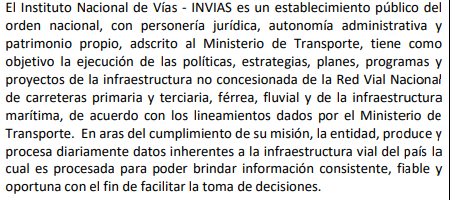 El Instituto Nacional de Vías - INVIAS es un establecimiento público del
orden nacional, con personería jurídica, autonomía administrativa y
patrimonio propio, adscrito al Ministerio de Transporte, tiene como
objetivo la ejecución de las políticas, estrategias, planes, programas y
proyectos de la infraestructura no concesionada de la Red Vial Nacional
de carreteras primaria y terciaria, férrea, fluvial y de la infraestructura
marítima, de acuerdo con los lineamientos dados por el Ministerio de
Transporte. En aras del cumplimiento de su misión, la entidad, produce y
procesa diariamente datos inherentes a la infraestructura vial del país la
cual es procesada para poder brindar información consistente, fiable y
oportuna con el fin de facilitar la toma de decisiones.